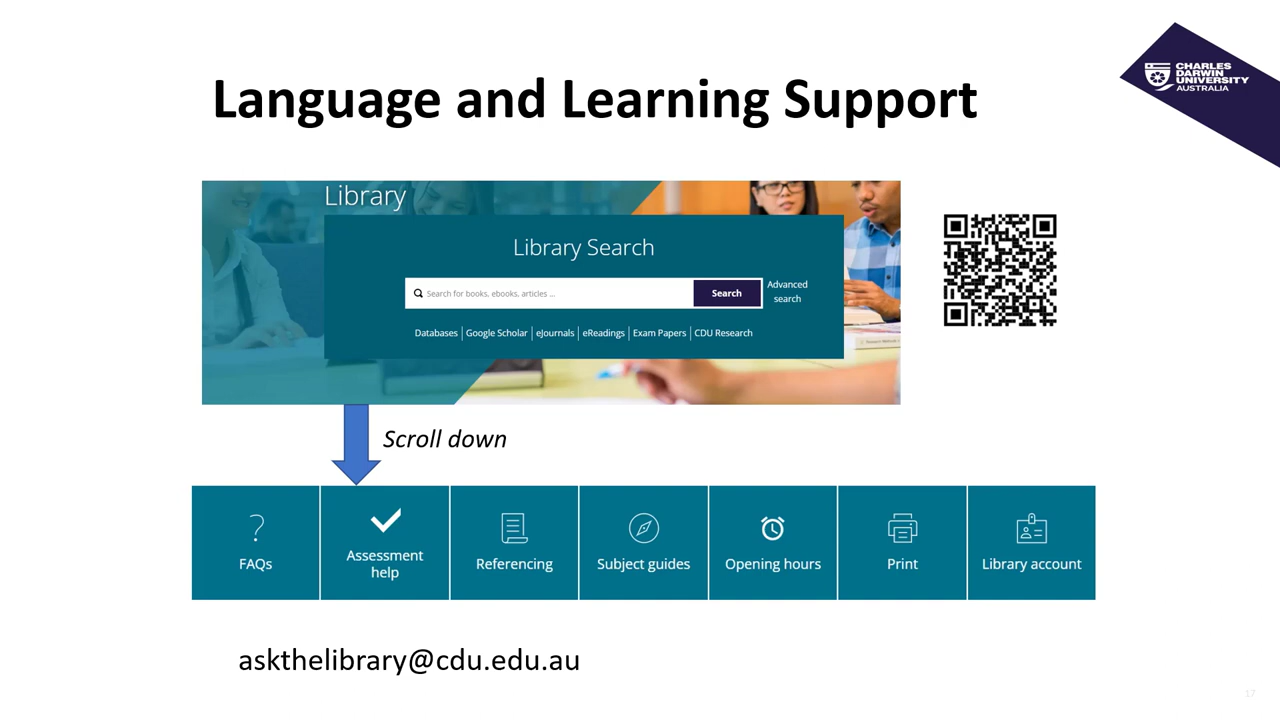 Language and Learning Support
CHARLES
DARWIN
UNIVERSITY
AUSTRALIA
Library
Library Search
Search for books, ebooks, articles ...
Search
Advanced
search
Databases | Google Scholar | eJournals | eReadings | Exam Papers | CDU Research
Scroll down
FAQs
Assessment
help
Referencing
Subject guides
Opening hours
Print
Library account
askthelibrary@cdu.edu.au
17